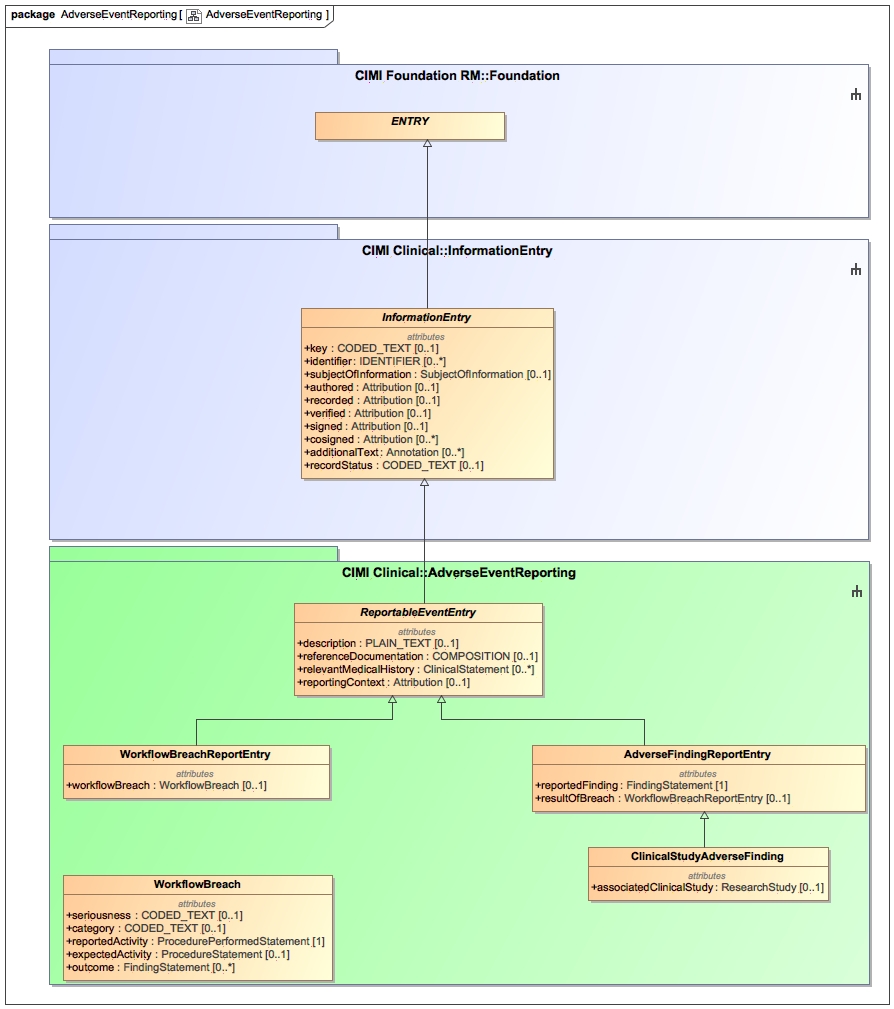 package AdverseEventReporting [ AdverseEventReporting ]
CIMI Foundation RM::Foundation
ENTRY
CIMI Clinical::InformationEntry
InformationEntry
attributes
+key : CODED_TEXT [0..1]
+identifier : IDENTIFIER [0..*]
+subjectOfInformation : SubjectOfInformation [0..1]
+authored : Attribution [0..1]
+recorded : Attribution [0..1]
+verified : Attribution [0..1]
+signed : Attribution [0..1]
+cosigned : Attribution [0..*]
+additionalText : Annotation [0..*]
+recordStatus : CODED_TEXT [0..1]
CIMI Clinical::AdverseEventReporting
ReportableEventEntry
attributes
+description : PLAIN_TEXT [0..1]
+referenceDocumentation : COMPOSITION [0..1]
+relevantMedicalHistory : ClinicalStatement [0..*]
+reportingContext : Attribution [0..1]
WorkflowBreachReportEntry
attributes
+workflowBreach : WorkflowBreach [0..1]
AdverseFindingReportEntry
attributes
+reportedFinding : FindingStatement [1]
+resultOfBreach : WorkflowBreachReportEntry [0..1]
ClinicalStudyAdverseFinding
attributes
+associatedClinicalStudy : ResearchStudy [0..1]
WorkflowBreach
attributes
+seriousness : CODED_TEXT [0..1]
+category : CODED_TEXT [0..1]
+reportedActivity : ProcedurePerformedStatement [1]
+expectedActivity : ProcedureStatement [0..1]
+outcome : FindingStatement [0..*]